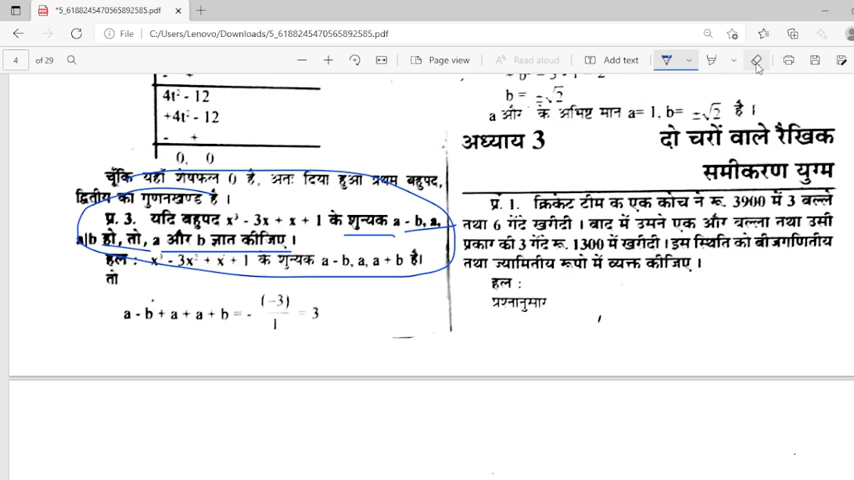 *5_6188245470565892585.pdf
File
C:/Users/Lenovo/Downloads/5_6188245470565892585.pdf
4
of 29
Page view
Read aloud
Add text
4t² - 12
+4t² - 12
- +
0, 0
चूँकि यहाँ शेषफल 0 है, अतः दिया हुआ प्रथम बहुपद,
द्वितीय का गुणनखण्ड है ।
प्र. 3. यदि बहुपद x³ - 3x + x + 1 के शून्यक a - b, a,
a|b हो, तो, a और b ज्ञात कीजिए ।
हल : x³ - 3x² + x + 1 के शून्यक a - b, a, a + b है।
तो
a - b + a + a + b = - (-3)/1 = 3
b = ±√2
a और के अभिष्ट मान a= 1, b= ±√2 है ।
अध्याय 3 दो चरों वाले रैखिक
समीकरण युग्म
प्र. 1. क्रिकेट टीम क एक कोच ने रू. 3900 में 3 बल्ले
तथा 6 गेंदे खरीदी । बाद में उमने एक और बल्ला तथा उसी
प्रकार की 3 गेंदे रू. 1300 में खरीदी । इम स्थिति को बीजगणितीय
तथा ज्यामितीय रूपो में व्यक्त कीजिए ।
हल :
प्रश्नानुसार